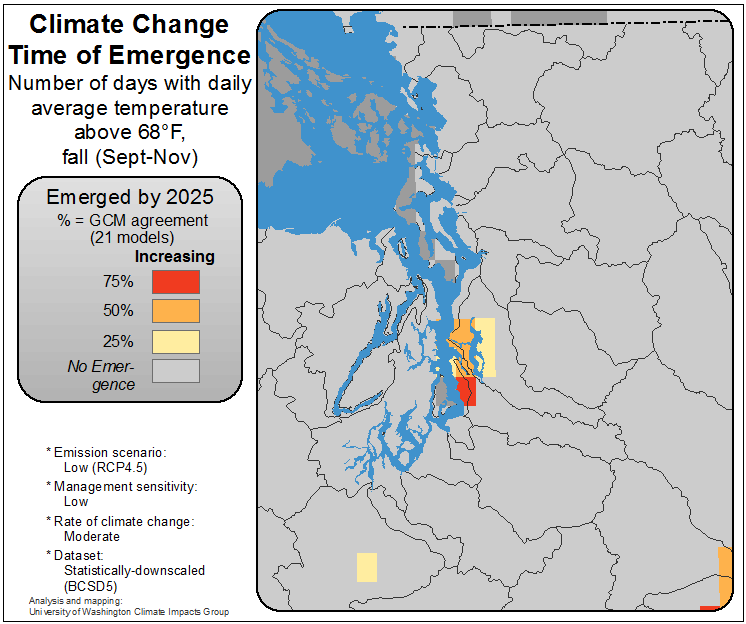 Climate Change
Time of Emergence
Number of days with daily
average temperature
above 68°F,
fall (Sept-Nov)
Emerged by 2025
% = GCM agreement
(21 models)
Increasing
75%
50%
25%
No Emer-
gence
* Emission scenario:
Low (RCP4.5)
* Management sensitivity:
Low
* Rate of climate change:
Moderate
* Dataset:
Statistically-downscaled
(BCSD5)
Analysis and mapping:
University of Washington Climate Impacts Group